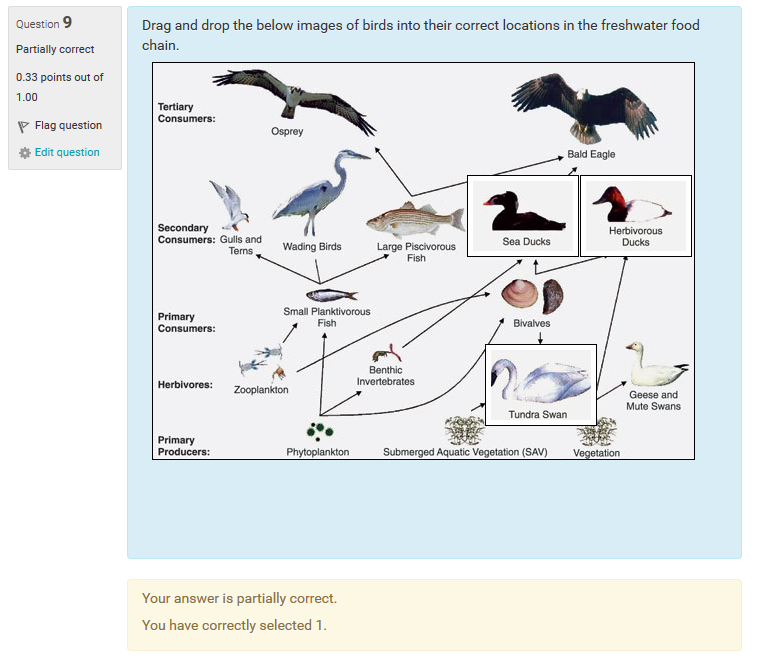 Question 9
Partially correct
0.33 points out of
1.00
Flag question
Edit question
Drag and drop the below images of birds into their correct locations in the freshwater food
chain.
Tertiary
Consumers:
Osprey
Bald Eagle
Secondary
Consumers:
Gulls and
Terns
Wading Birds
Large Piscivorous
Fish
Sea Ducks
Herbivorous
Ducks
Primary
Consumers:
Small Planktivorous
Fish
Bivalves
Herbivores:
Zooplankton
Benthic
Invertebrates
Tundra Swan
Geese and
Mute Swans
Primary
Producers:
Phytoplankton
Submerged Aquatic Vegetation (SAV)
Vegetation
Your answer is partially correct.
You have correctly selected 1.